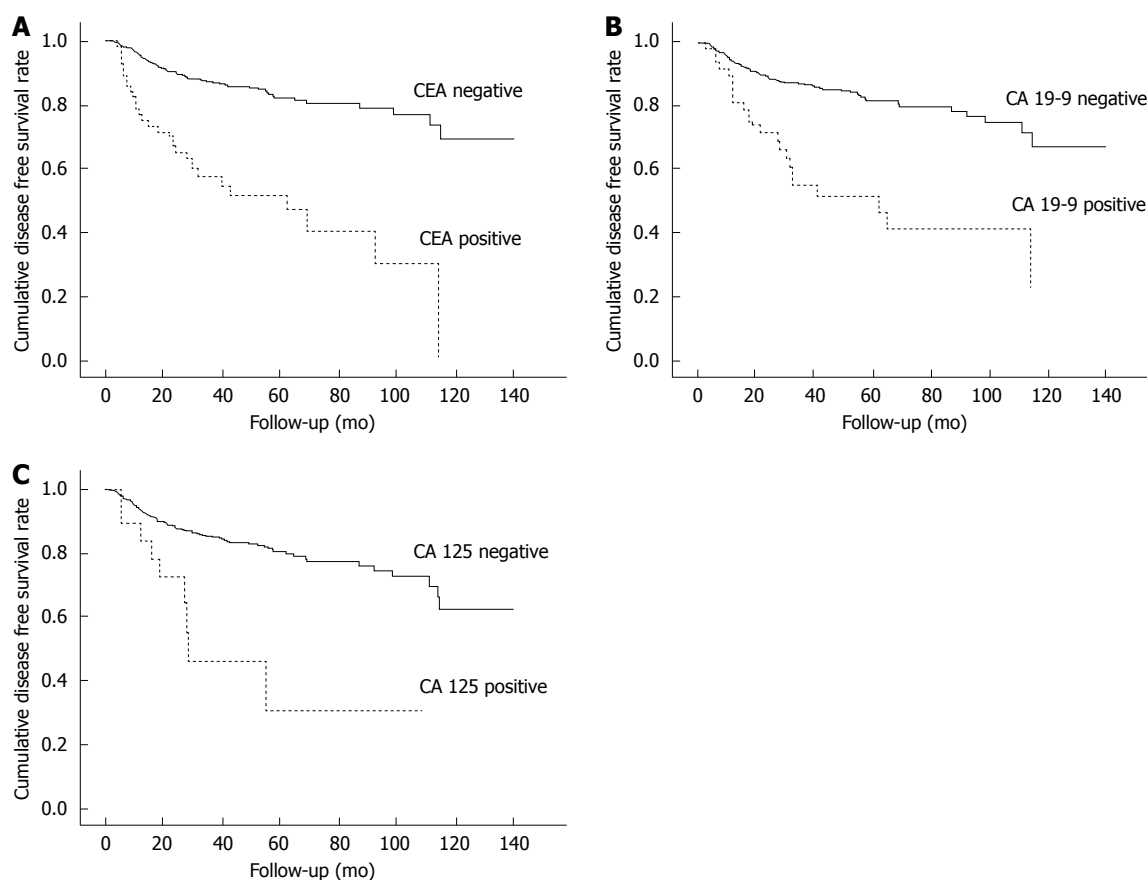 A
Cumulative disease free survival rate
1.0
0.8
0.6
0.4
0.2
0.0
CEA negative
CEA positive
0 20 40 60 80 100 120 140
Follow-up (mo)
B
Cumulative disease free survival rate
1.0
0.8
0.6
0.4
0.2
0.0
CA 19-9 negative
CA 19-9 positive
0 20 40 60 80 100 120 140
Follow-up (mo)
C
Cumulative disease free survival rate
1.0
0.8
0.6
0.4
0.2
0.0
CA 125 negative
CA 125 positive
0 20 40 60 80 100 120 140
Follow-up (mo)